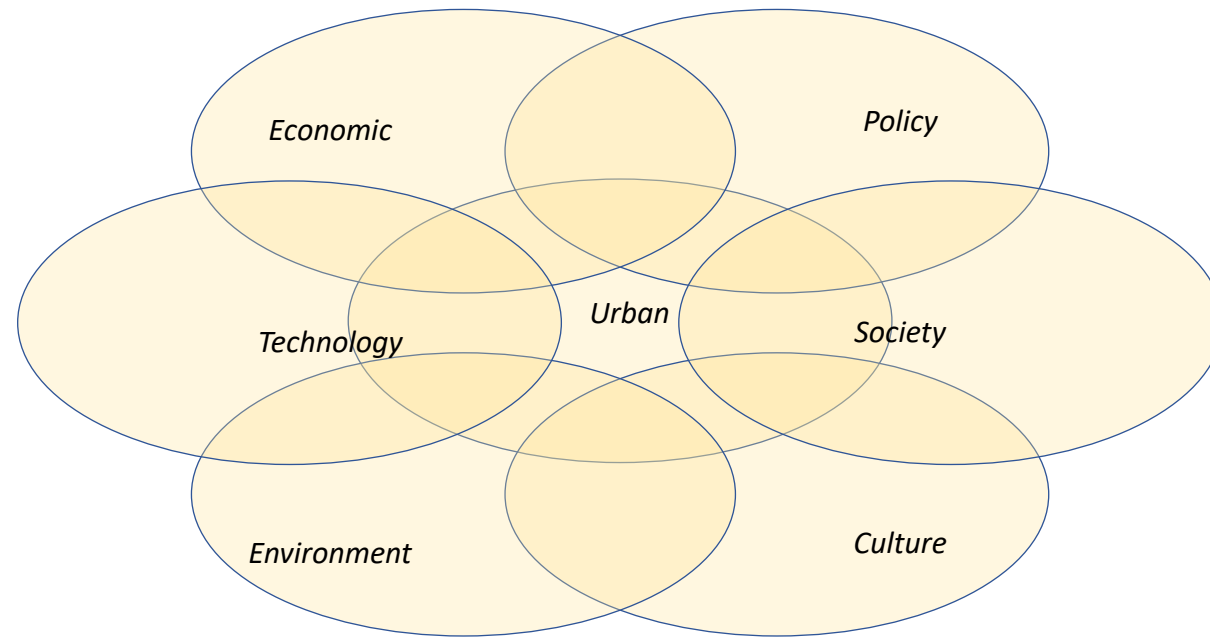 Economic
Policy
Urban
Technology
Society
Environment
Culture